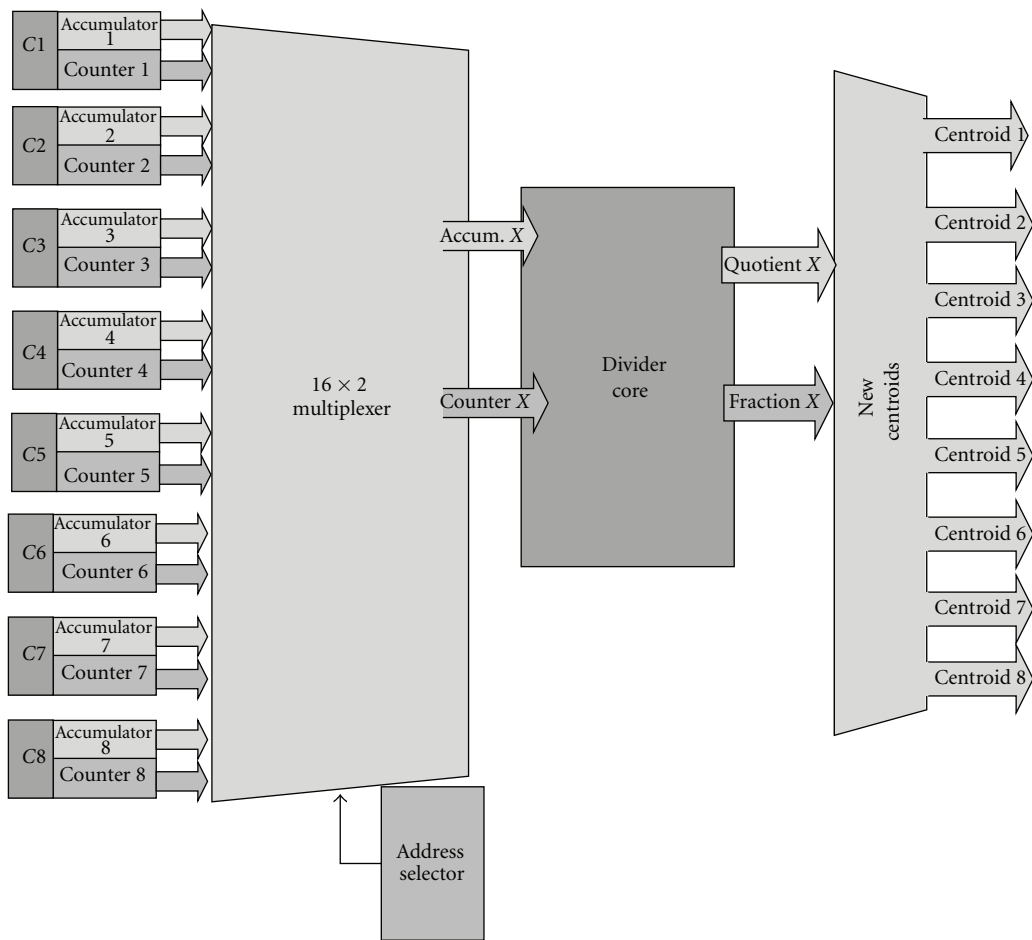 C1
Accumulator
1
Counter 1
C2
Accumulator
2
Counter 2
C3
Accumulator
3
Counter 3
C4
Accumulator
4
Counter 4
C5
Accumulator
5
Counter 5
C6
Accumulator
6
Counter 6
C7
Accumulator
7
Counter 7
C8
Accumulator
8
Counter 8
16 × 2
multiplexer
Address
selector
Accum. X
Counter X
Divider
core
Quotient X
Fraction X
New
centroids
Centroid 1
Centroid 2
Centroid 3
Centroid 4
Centroid 5
Centroid 6
Centroid 7
Centroid 8